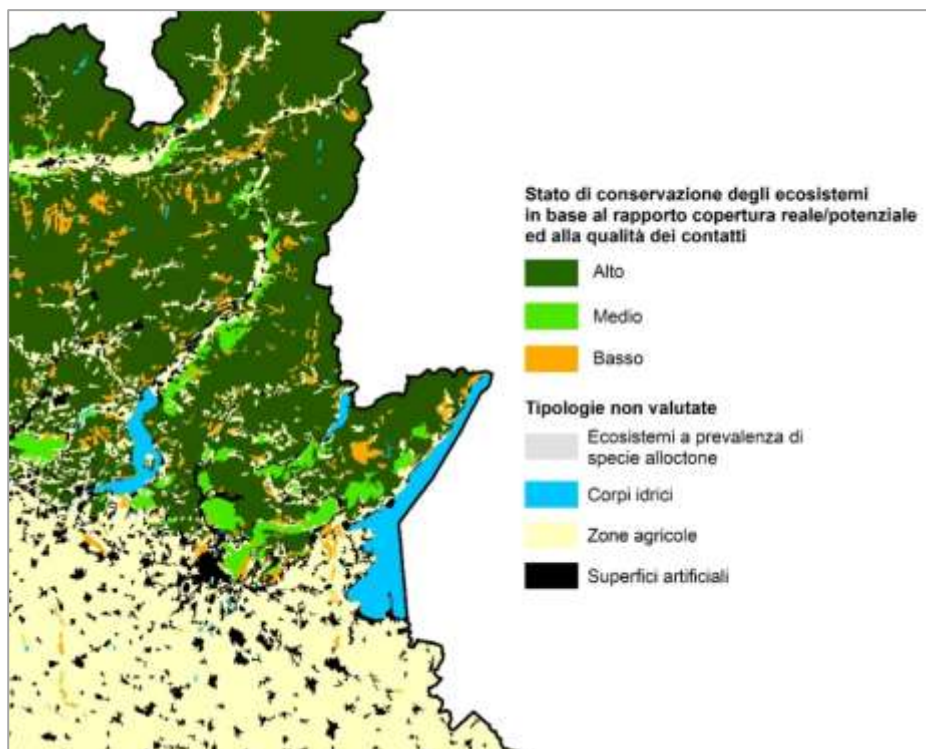 Stato di conservazione degli ecosistemi
in base al rapporto copertura reale/potenziale
ed alla qualità dei contatti
Alto
Medio
Basso
Tipologie non valutate
Ecosistemi a prevalenza di
specie alloctone
Corpi idrici
Zone agricole
Superfici artificiali